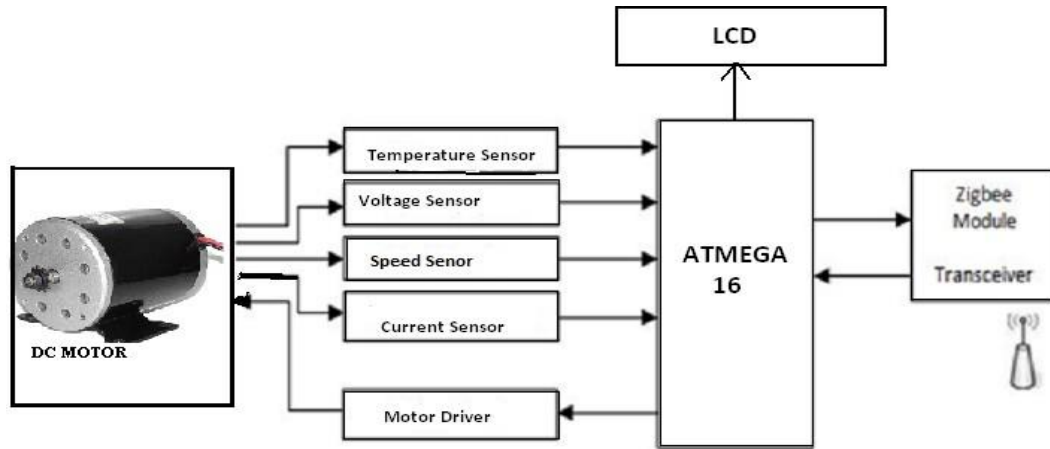 LCD
Temperature Sensor
Voltage Sensor
Speed Senor
Current Sensor
Motor Driver
DC MOTOR
ATMEGA
16
Zigbee
Module
Transceiver